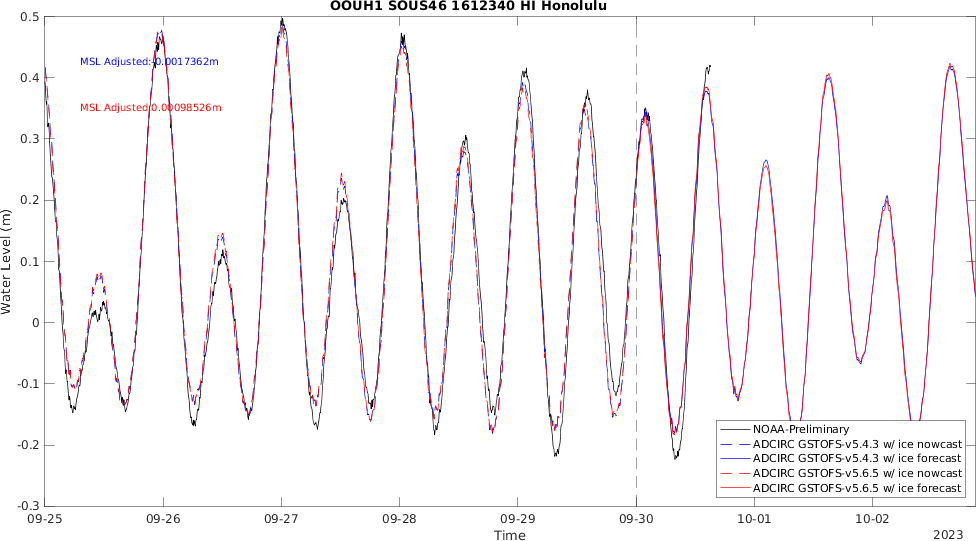 OOUH1 SOUS46 1612340 HI Honolulu
0.5
0.4
0.3
0.2
0.1
0
-0.1
-0.2
-0.3
Water Level (m)
MSL Adjusted:-0.0017362m
MSL Adjusted:0.00098526m
NOAA-Preliminary
ADCIRC GSTOFS-v5.4.3 w/ ice nowcast
ADCIRC GSTOFS-v5.4.3 w/ ice forecast
ADCIRC GSTOFS-v5.6.5 w/ ice nowcast
ADCIRC GSTOFS-v5.6.5 w/ ice forecast
09-25 09-26 09-27 09-28 09-29 09-30 10-01 10-02
Time
2023